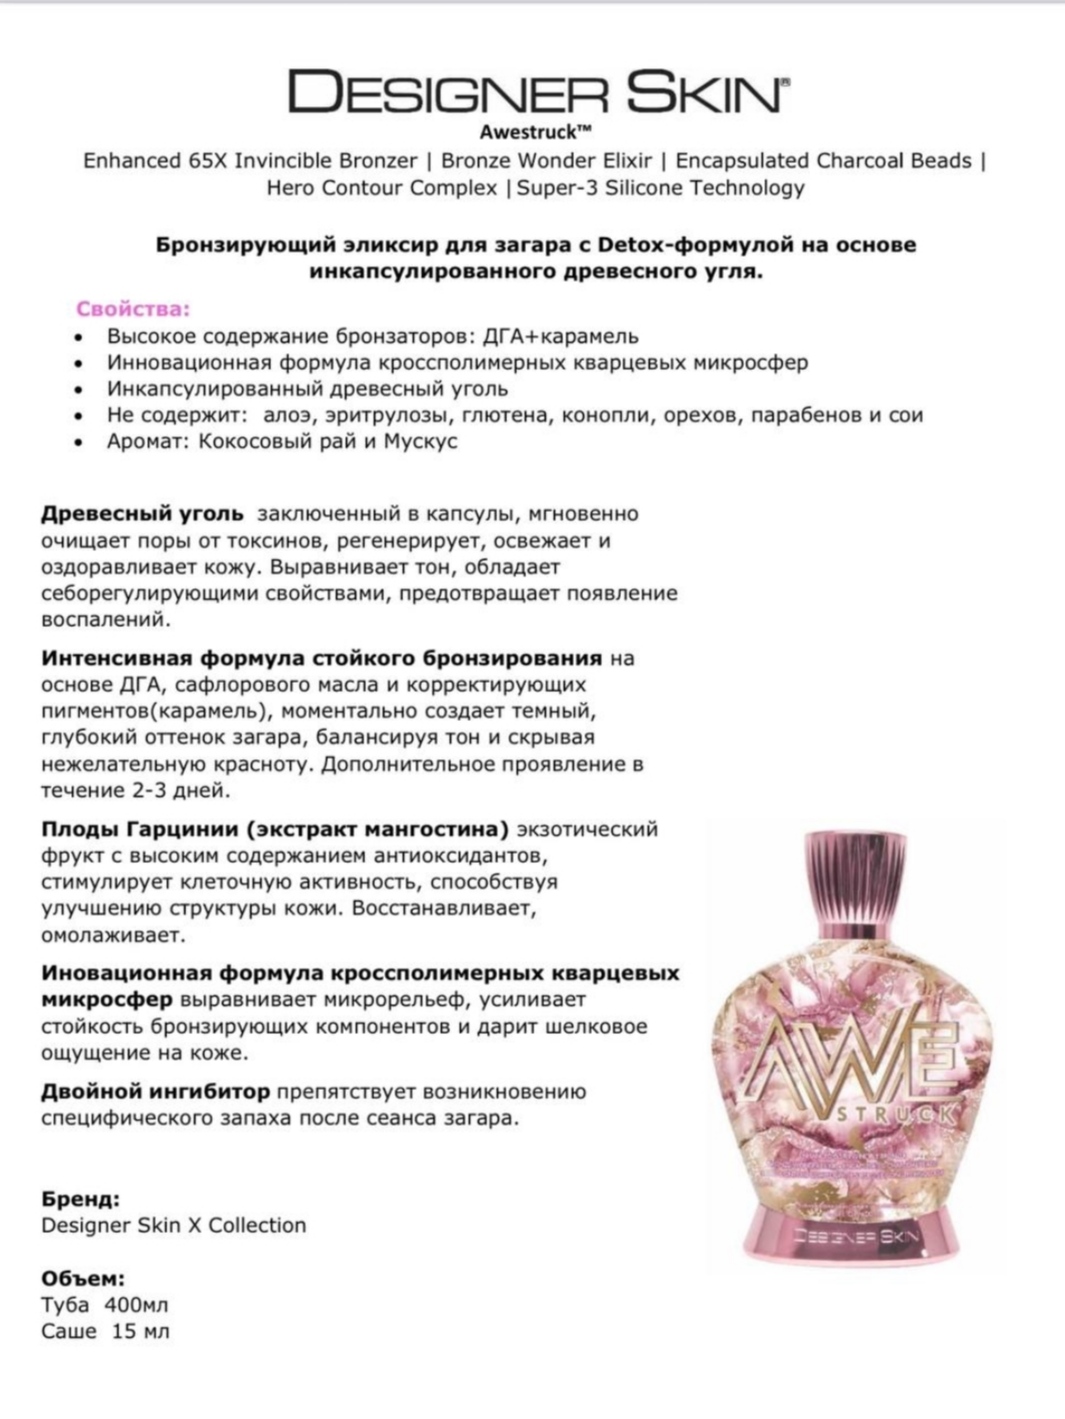 DESIGNER SKIN®
Awestruck™
Enhanced 65X Invincible Bronzer | Bronze Wonder Elixir | Encapsulated Charcoal Beads |
Hero Contour Complex |Super-3 Silicone Technology
Бронзирующий эликсир для загара с Detox-формулой на основе
инкапсулированного древесного угля.
Свойства:
• Высокое содержание бронзаторов: ДГА+карамель
• Инновационная формула кроссполимерных кварцевых микросфер
• Инкапсулированный древесный уголь
• Не содержит: алоэ, эритрулозы, глютена, конопли, орехов, парабенов и сои
• Аромат: Кокосовый рай и Мускус
Древесный уголь заключенный в капсулы, мгновенно
очищает поры от токсинов, регенерирует, освежает и
оздоравливает кожу. Выравнивает тон, обладает
себорегулирующими свойствами, предотвращает появление
воспалений.
Интенсивная формула стойкого бронзирования на
основе ДГА, сафлорового масла и корректирующих
пигментов(карамель), моментально создает темный,
глубокий оттенок загара, балансируя тон и скрывая
нежелательную красноту. Дополнительное проявление в
течение 2-3 дней.
Плоды Гарцинии (экстракт мангостина) экзотический
фрукт с высоким содержанием антиоксидантов,
стимулирует клеточную активность, способствуя
улучшению структуры кожи. Восстанавливает,
омолаживает.
Иновационная формула кроссполимерных кварцевых
микросфер выравнивает микрорельеф, усиливает
стойкость бронзирующих компонентов и дарит шелковое
ощущение на коже.
Двойной ингибитор препятствует возникновению
специфического запаха после сеанса загара.
AWE
STRUCK
DESIGNER SKIN
Бренд:
Designer Skin X Collection
Объем:
Туба 400мл
Саше 15 мл